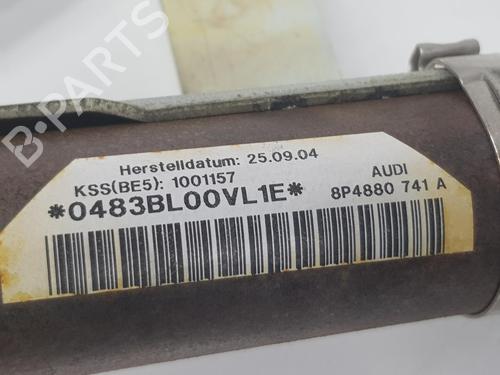 Herstelldatum: 25.09.04
KSS(BE5): 1001157
AUDI
*0483BL00VL1E*
8P4880 741 A
B-PARTS